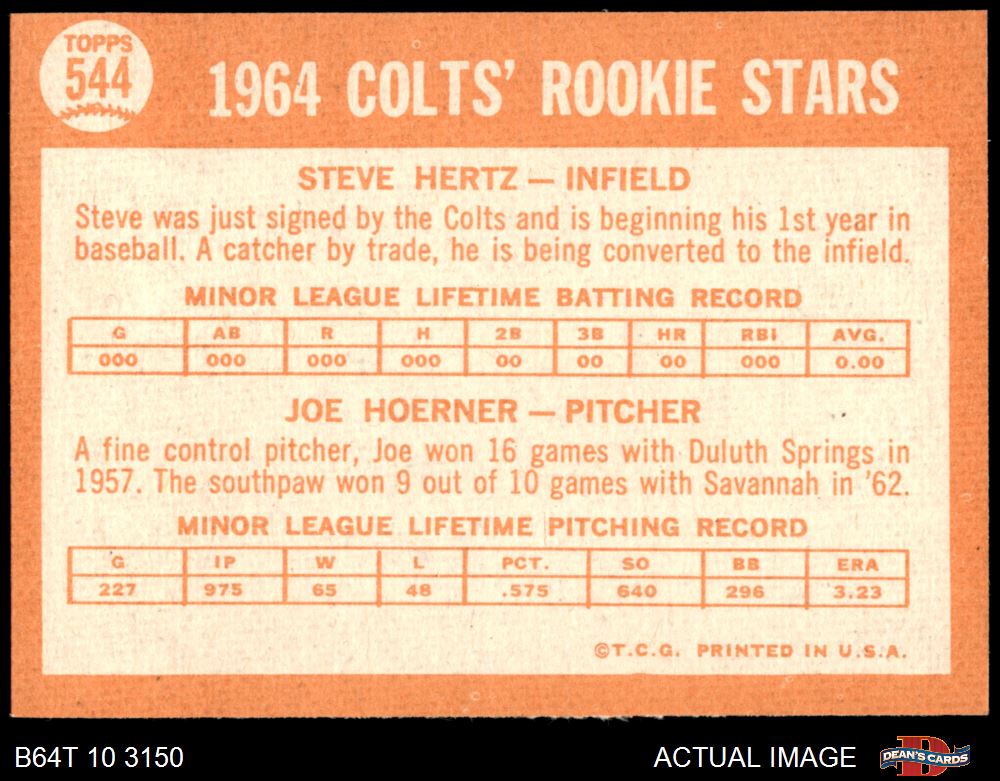 TOPPS
544
1964 COLTS' ROOKIE STARS
STEVE HERTZ — INFIELD
Steve was just signed by the Colts and is beginning his 1st year in
baseball. A catcher by trade, he is being converted to the infield.
MINOR LEAGUE LIFETIME BATTING RECORD
G AB R H 2B 3B HR RBI AVG.
000 000 000 000 00 00 00 000 0.00
JOE HOERNER — PITCHER
A fine control pitcher, Joe won 16 games with Duluth Springs in
1957. The southpaw won 9 out of 10 games with Savannah in '62.
MINOR LEAGUE LIFETIME PITCHING RECORD
G IP W L PCT. SO BB ERA
227 975 65 48 .575 640 296 3.23
©T.C.G. PRINTED IN U.S.A.
B64T 10 3150 ACTUAL IMAGE DEAN'S CARDS